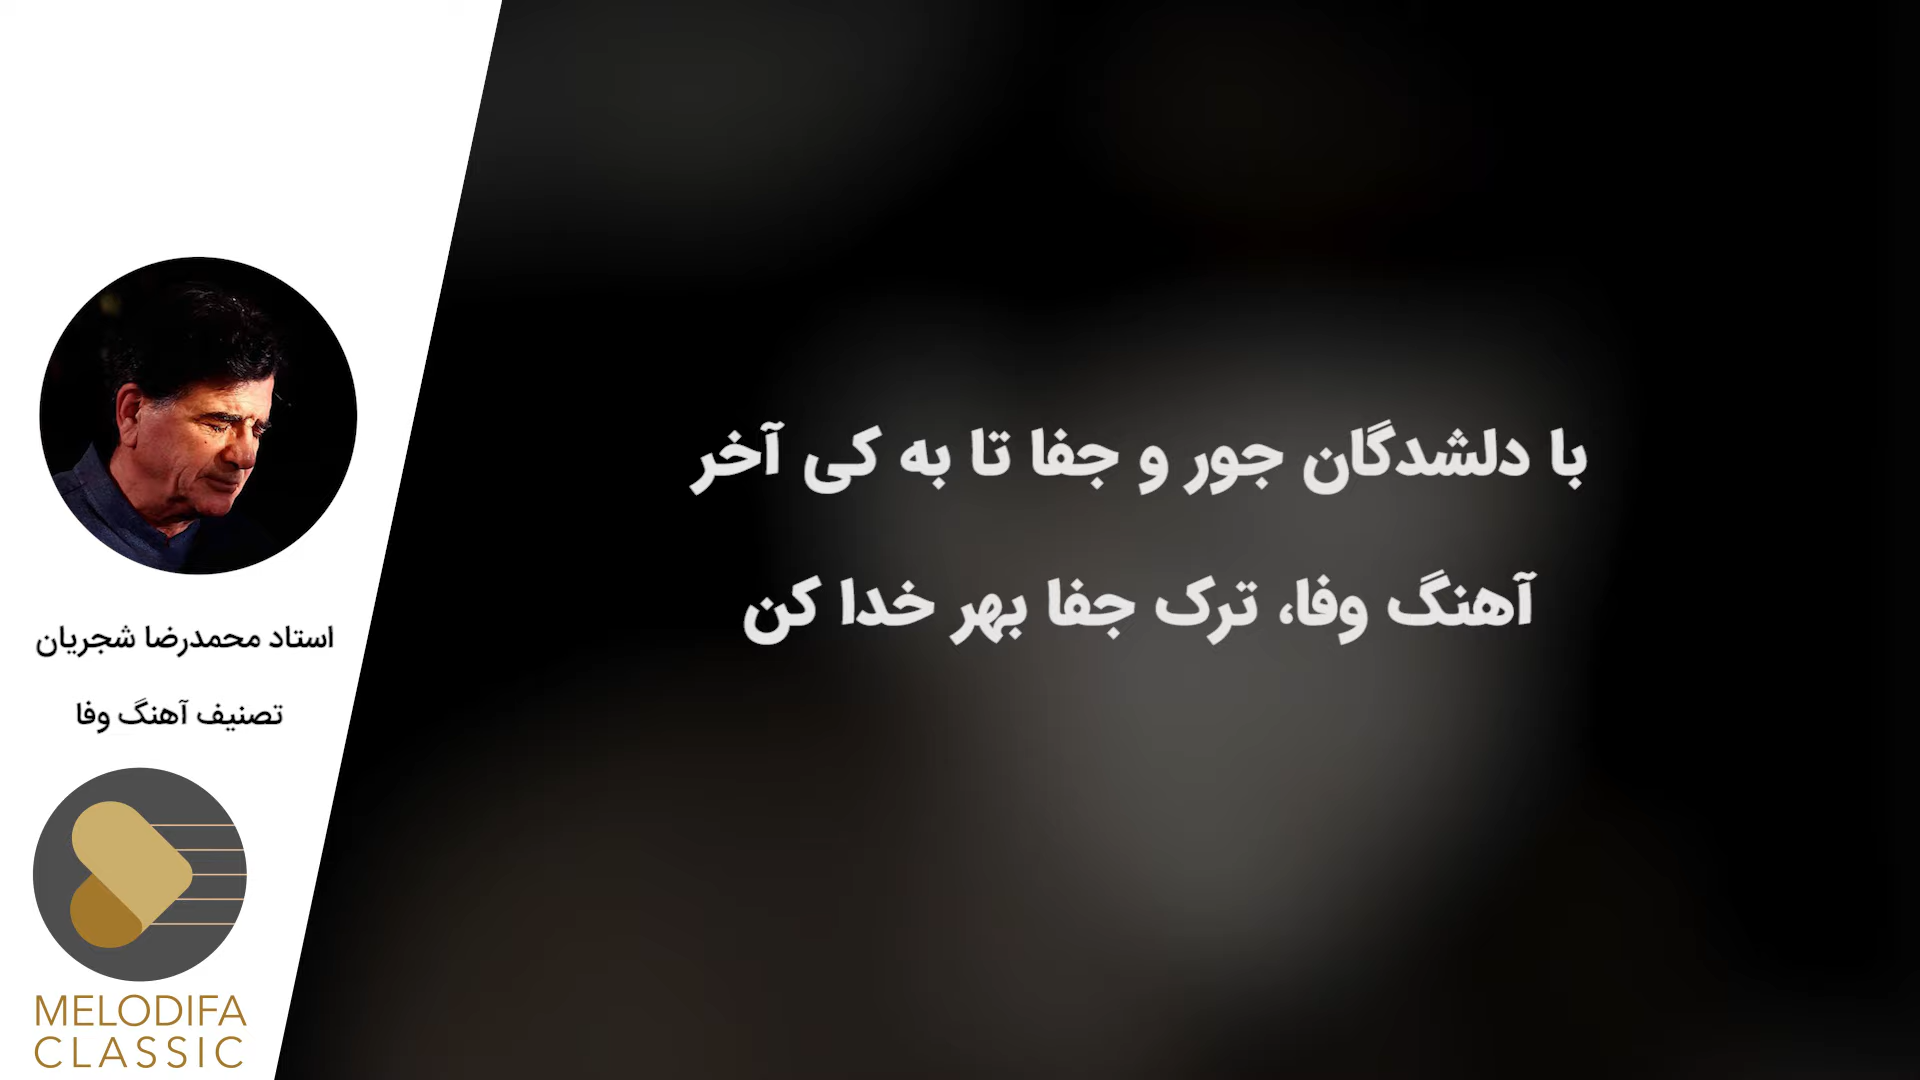 با دلشدگان جور و جفا تا به کی آخر
آهنگ وفا، ترک جفا بهر خدا کن
استاد محمدرضا شجریان
تصنیف آهنگ وفا
MELODIFA
CLASSIC